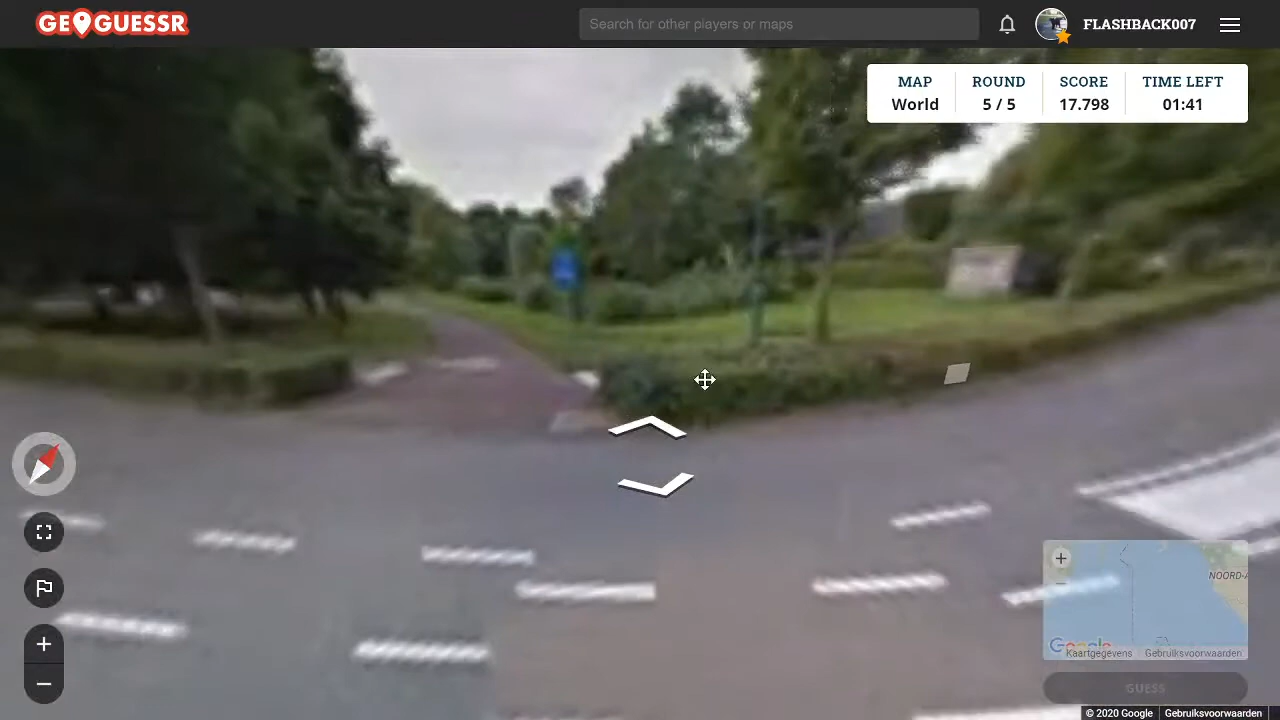 GEOGUESSR
Search for other players or maps
FLASHBACK007
MAP
World
ROUND
5 / 5
SCORE
17.798
TIME LEFT
01:41
NOORD-A
Google
Kaartgegevens
Gebruiksvoorwaarden
GUESS
© 2020 Google
Gebruiksvoorwaarden